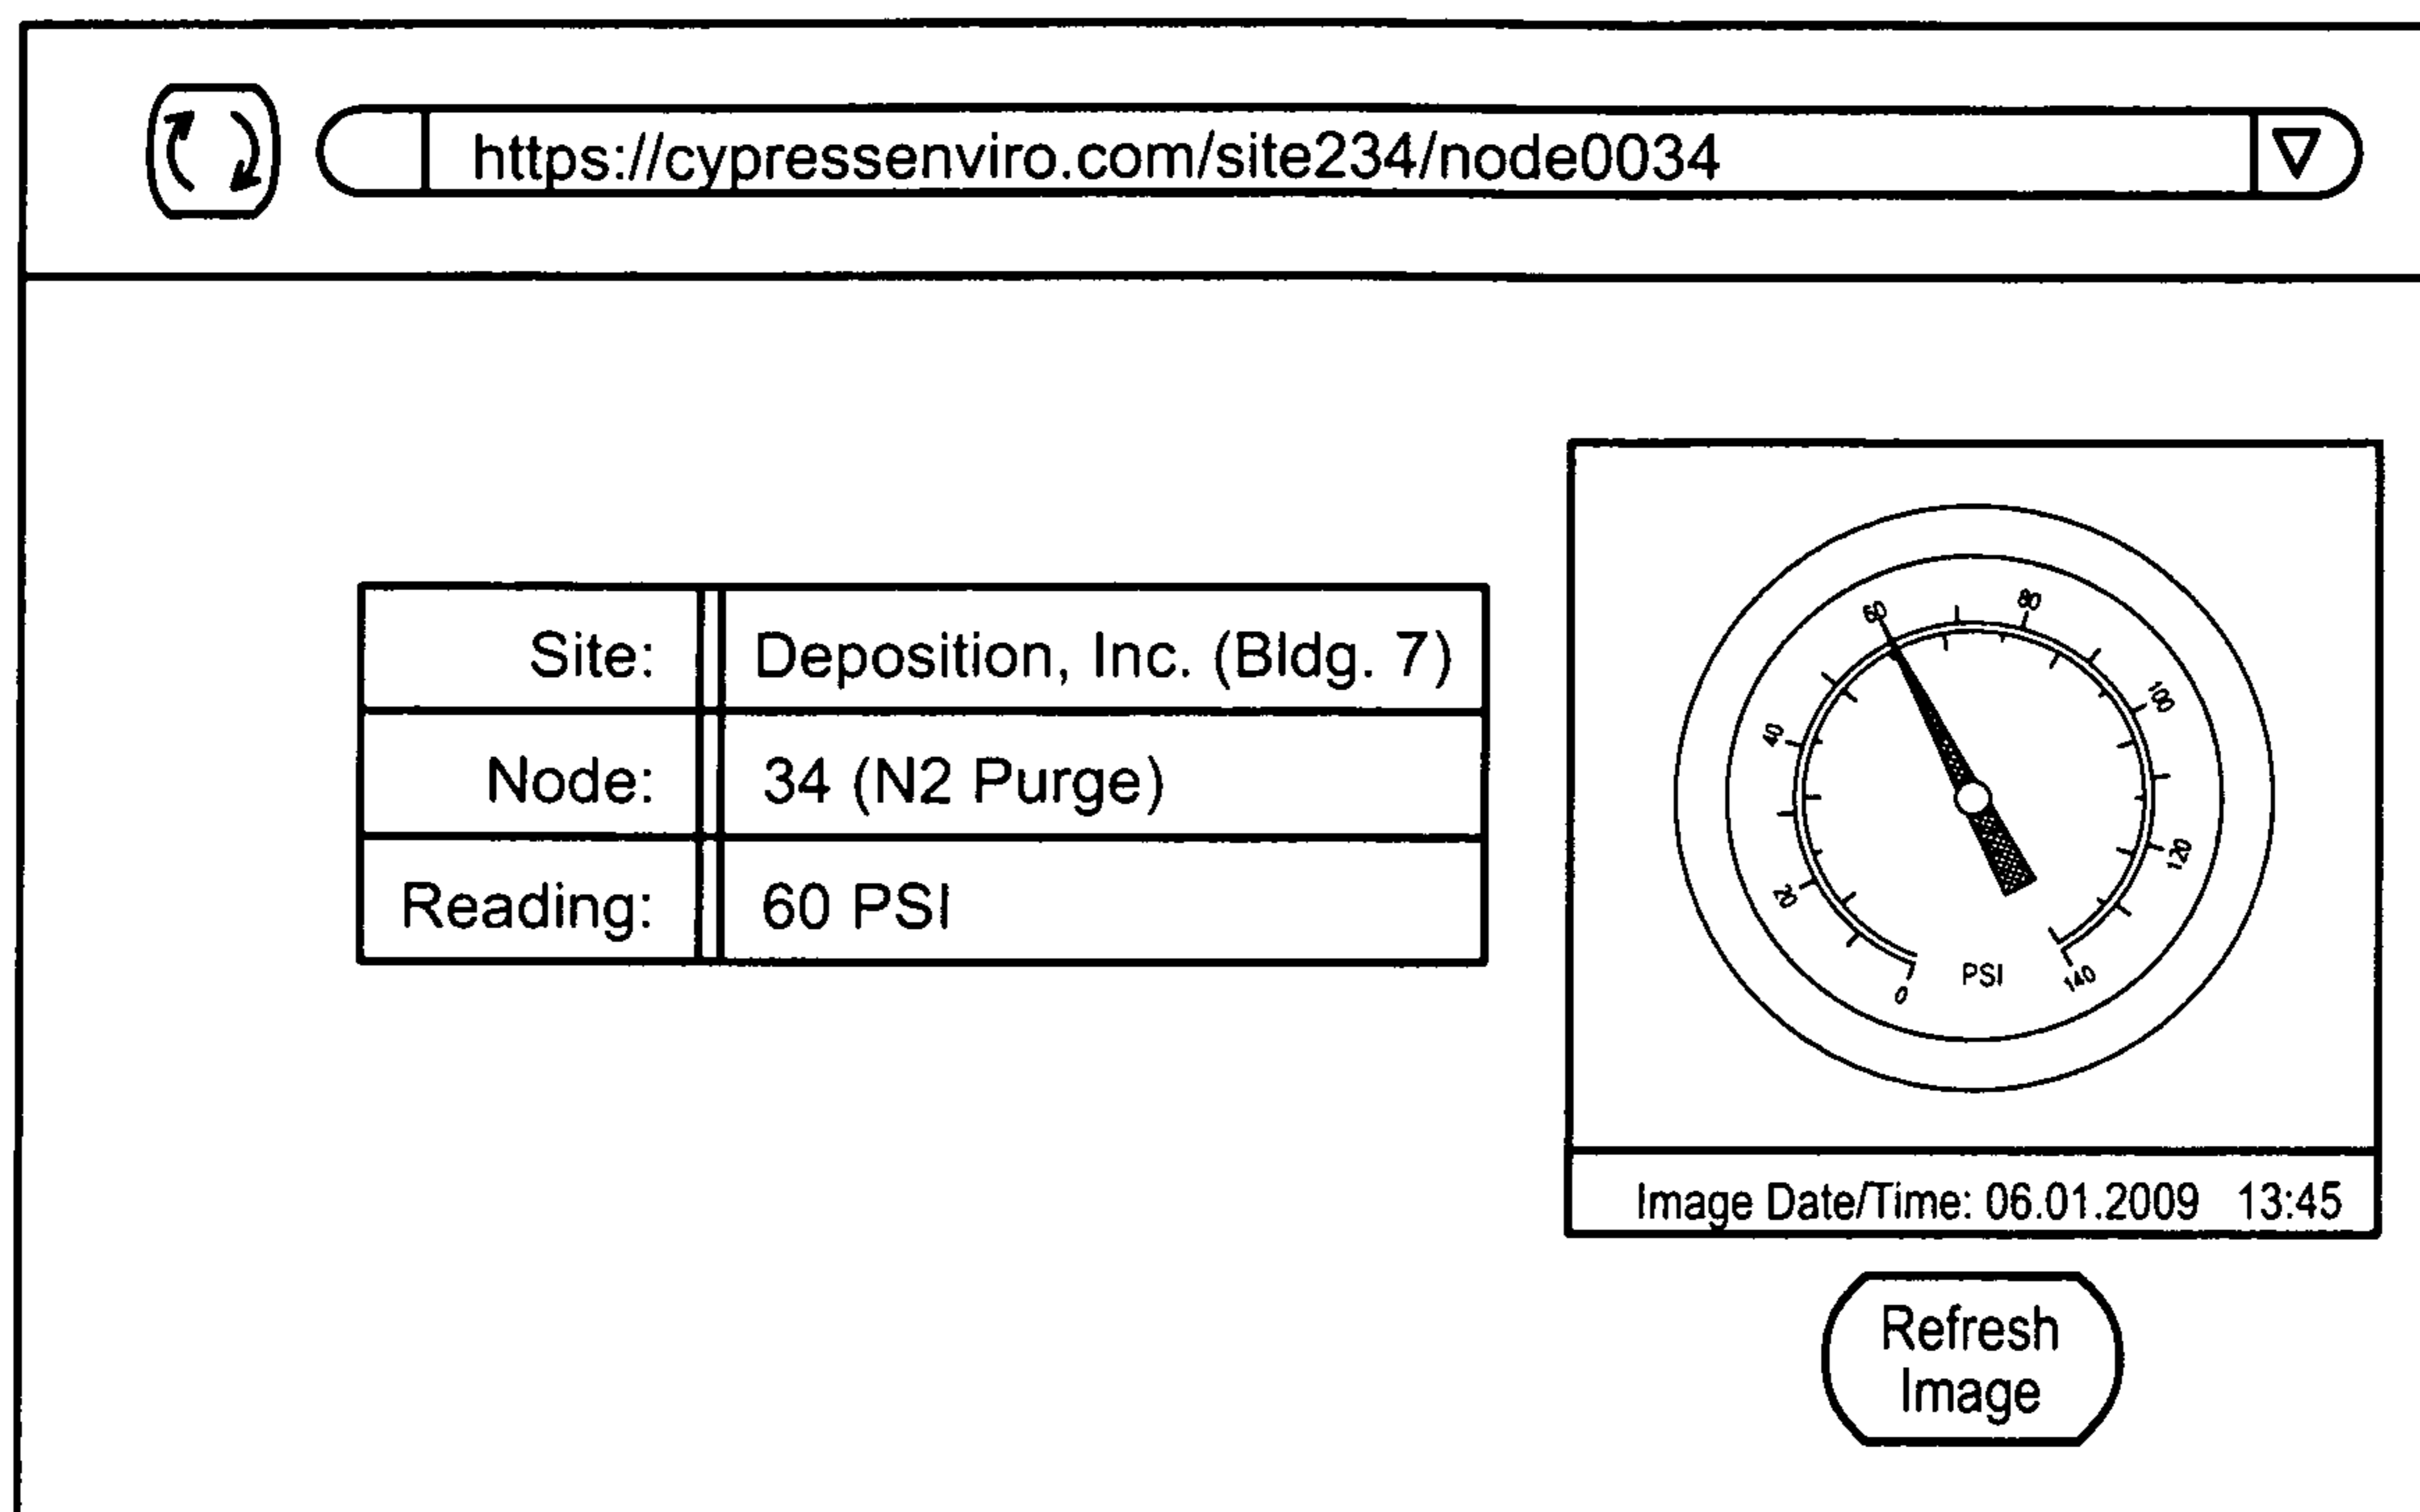 https://cypressenviro.com/site234/node0034
Site: Deposition, Inc. (Bldg. 7)
Node: 34 (N2 Purge)
Reading: 60 PSI
0
20
40
60
80
100
120
140
PSI
Image Date/Time: 06.01.2009 13:45
Refresh
Image